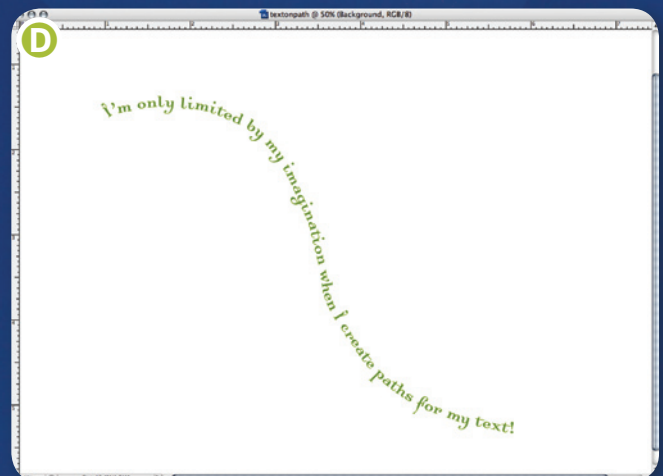 D
textonpath @ 50% (Background, RGB/8)
I'm only limited by my imagination when I create paths for my text!